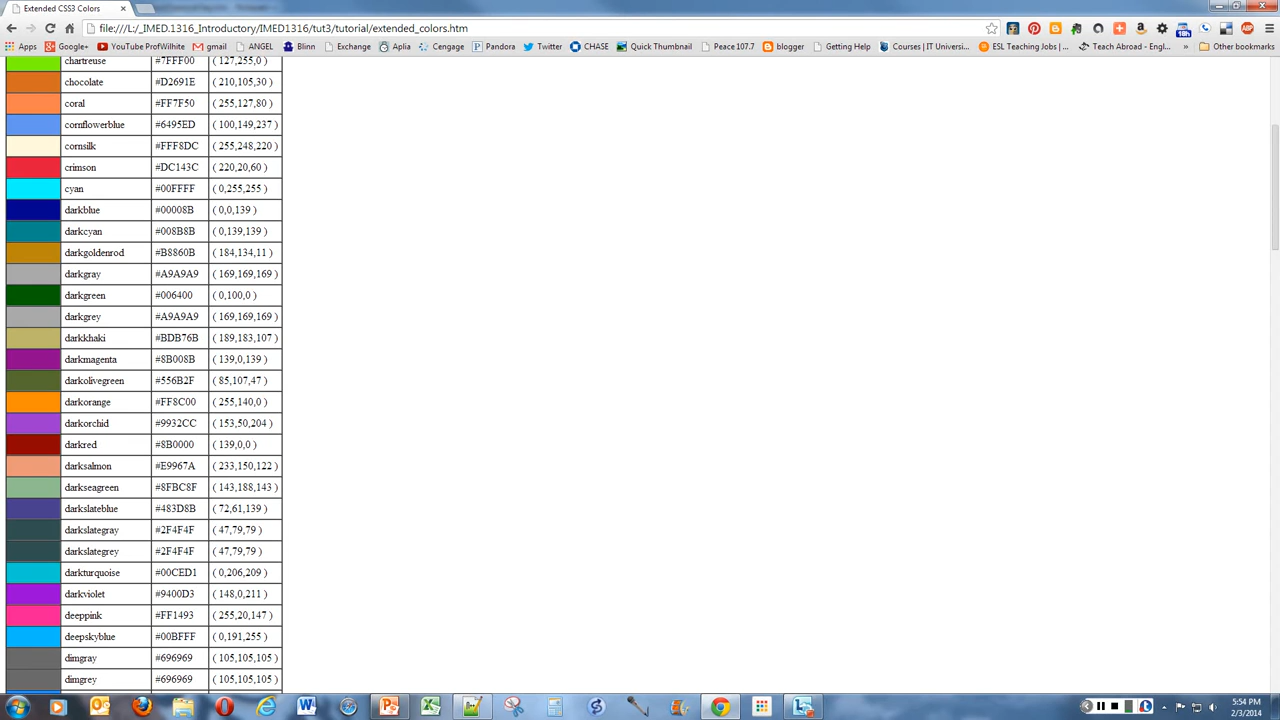 Extended CSS3 Colors
file:///L:/_IMED.1316_Introductory/IMED1316/tut3/tutorial/extended_colors.htm
Apps Google+ YouTube ProfWilhite gmail ANGEL Blinn Exchange Aplia Cengage Pandora Twitter CHASE Quick Thumbnail Peace 107.7 blogger Getting Help Courses | IT Universi... ESL Teaching Jobs | ... Teach Abroad - Engl... » Other bookmarks
chartreuse #7FFF00 ( 127,255,0 )
chocolate #D2691E ( 210,105,30 )
coral #FF7F50 ( 255,127,80 )
cornflowerblue #6495ED ( 100,149,237 )
cornsilk #FFF8DC ( 255,248,220 )
crimson #DC143C ( 220,20,60 )
cyan #00FFFF ( 0,255,255 )
darkblue #00008B ( 0,0,139 )
darkcyan #008B8B ( 0,139,139 )
darkgoldenrod #B8860B ( 184,134,11 )
darkgray #A9A9A9 ( 169,169,169 )
darkgreen #006400 ( 0,100,0 )
darkgrey #A9A9A9 ( 169,169,169 )
darkkhaki #BDB76B ( 189,183,107 )
darkmagenta #8B008B ( 139,0,139 )
darkolivegreen #556B2F ( 85,107,47 )
darkorange #FF8C00 ( 255,140,0 )
darkorchid #9932CC ( 153,50,204 )
darkred #8B0000 ( 139,0,0 )
darksalmon #E9967A ( 233,150,122 )
darkseagreen #8FBC8F ( 143,188,143 )
darkslateblue #483D8B ( 72,61,139 )
darkslategray #2F4F4F ( 47,79,79 )
darkslategrey #2F4F4F ( 47,79,79 )
darkturquoise #00CED1 ( 0,206,209 )
darkviolet #9400D3 ( 148,0,211 )
deeppink #FF1493 ( 255,20,147 )
deepskyblue #00BFFF ( 0,191,255 )
dimgray #696969 ( 105,105,105 )
dimgrey #696969 ( 105,105,105 )
5:54 PM
2/3/2014